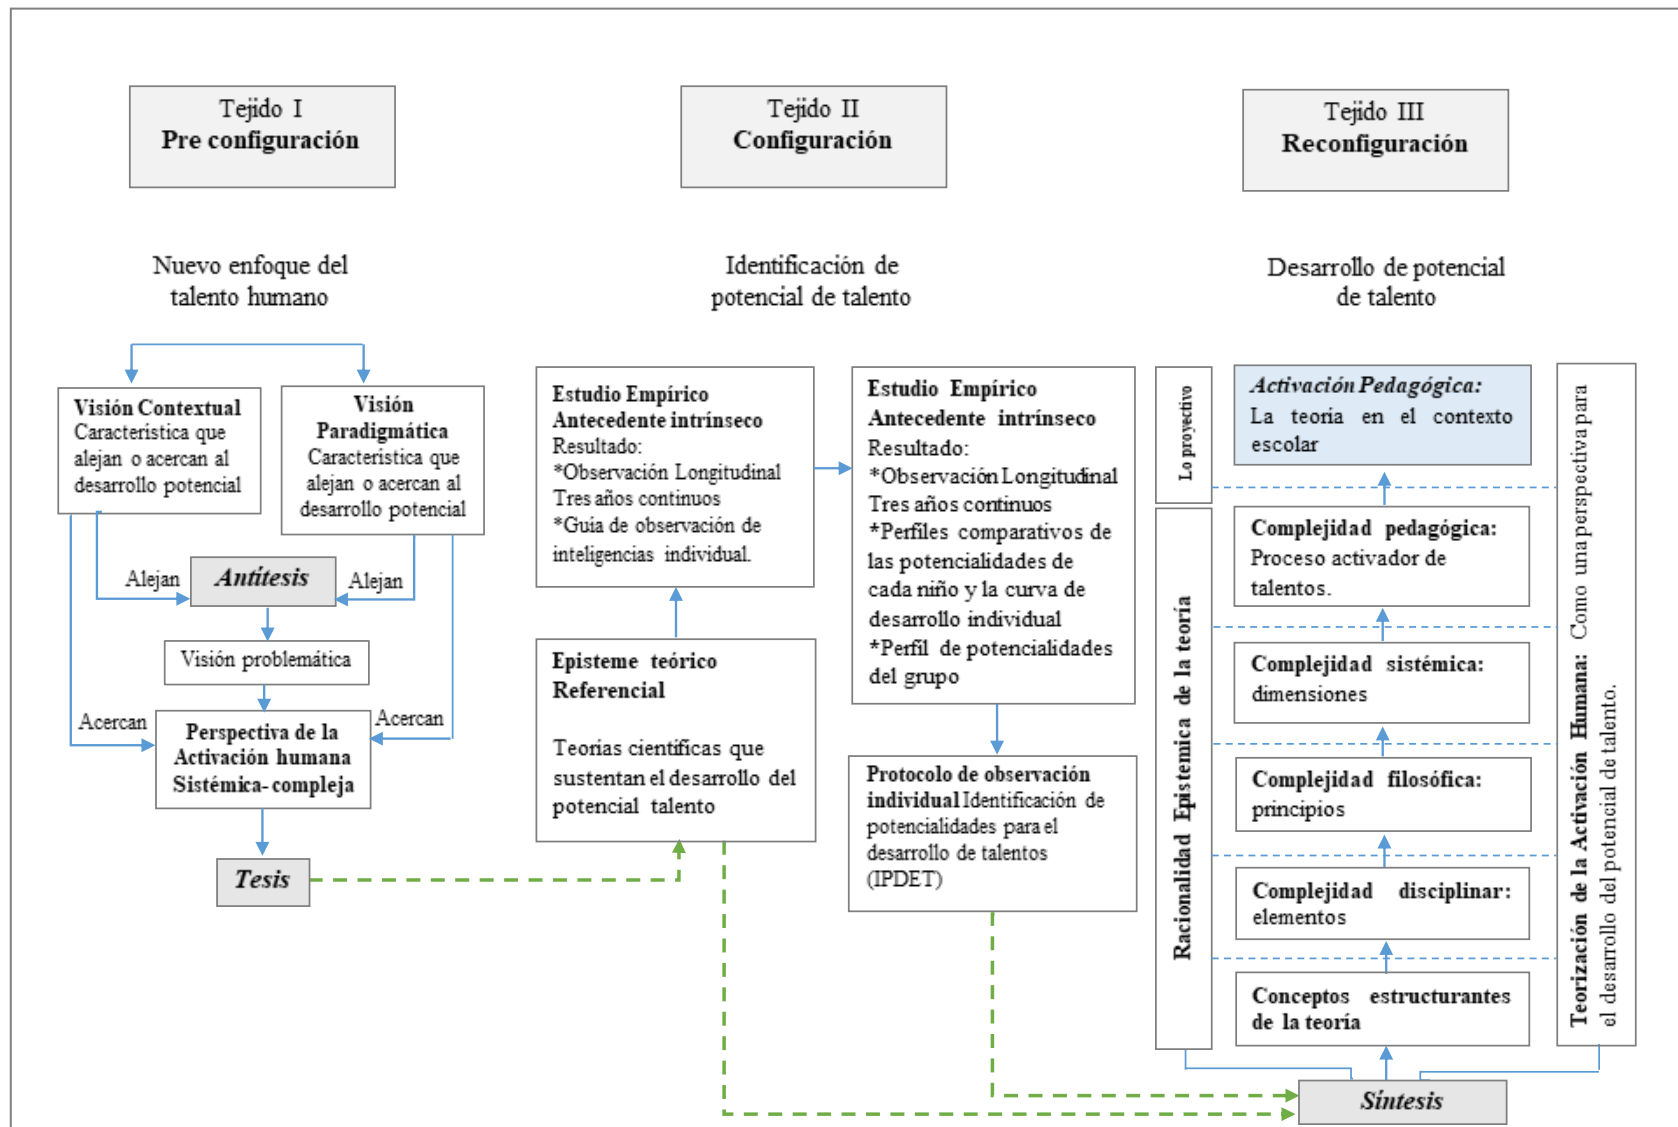 Tejido I
Pre configuración
Tejido II
Configuración
Tejido III
Reconfiguración
Nuevo enfoque del
talento humano
Identificación de
potencial de talento
Desarrollo de potencial
de talento
Visión Contextual
Característica que
alejan o acercan al
desarrollo potencial
Visión
Paradigmática
Característica que
alejan o acercan al
desarrollo potencial
Alejan
Antítesis
Alejan
Visión problemática
Acercan
Acercan
Perspectiva de la
Activación humana
Sistémica- compleja
Tesis
Estudio Empírico
Antecedente intrínseco
Resultado:
*Observación Longitudinal
Tres años continuos
*Guía de observación de
inteligencias individual.
Episteme teórico
Referencial
Teorías científicas que
sustentan el desarrollo del
potencial talento
Estudio Empírico
Antecedente intrínseco
Resultado:
*Observación Longitudinal
Tres años continuos
*Perfiles comparativos de
las potencialidades de
cada niño y la curva de
desarrollo individual
*Perfil de potencialidades
del grupo
Protocolo de observación
individual Identificación de
potencialidades para el
desarrollo de talentos
(IPDET)
Lo proyectivo
Racionalidad Epistemica de la teoría
Activación Pedagógica:
La teoría en el contexto
escolar
Complejidad pedagógica:
Proceso activador de
talentos.
Complejidad sistémica:
dimensiones
Complejidad filosófica:
principios
Complejidad disciplinar:
elementos
Conceptos estructurantes
de la teoría
Teorización de la Activación Humana: Como una perspectiva para
el desarrollo del potencial de talento.
Síntesis